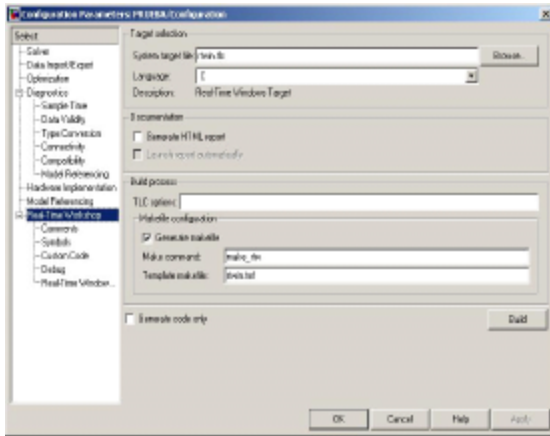 Configuration Parameters: PRUEBA/Configuration
Select:
Solver
Data Import/Export
Optimization
Diagnostics
Sample Time
Data Validity
Type Conversion
Connectivity
Compatibility
Model Referencing
Hardware Implementation
Model Referencing
Real-Time Workshop
Comments
Symbols
Custom Code
Debug
Real-Time Window...
Target selection
System target file: rtwin.tlc
Browse...
Language: C
Description: Real-Time Windows Target
Documentation
Generate HTML report
Launch report automatically
Build process
TLC options:
Makefile configuration
Generate makefile
Make command: make_rtw
Template makefile: rtwin.tmf
Generate code only
Build
OK
Cancel
Help
Apply